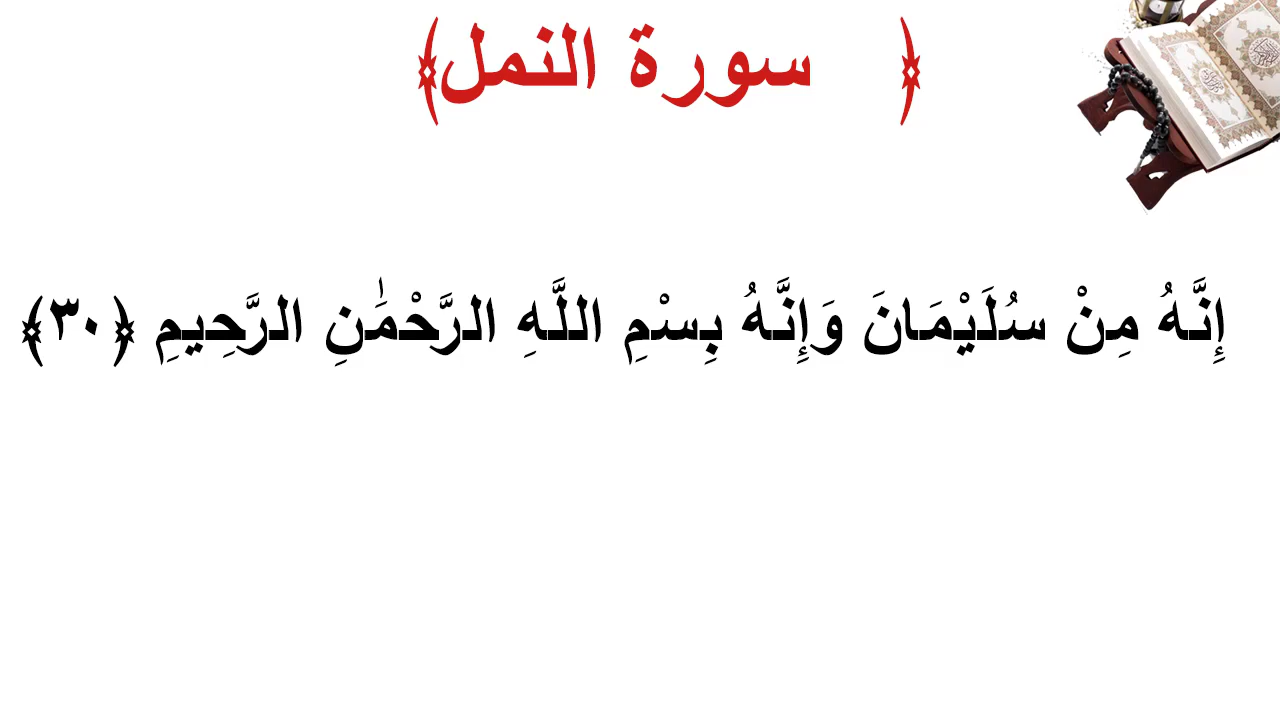 ﴿ سورة النمل﴾
إِنَّهُ مِنْ سُلَيْمَانَ وَإِنَّهُ بِسْمِ اللَّهِ الرَّحْمَٰنِ الرَّحِيمِ ﴿٣٠﴾